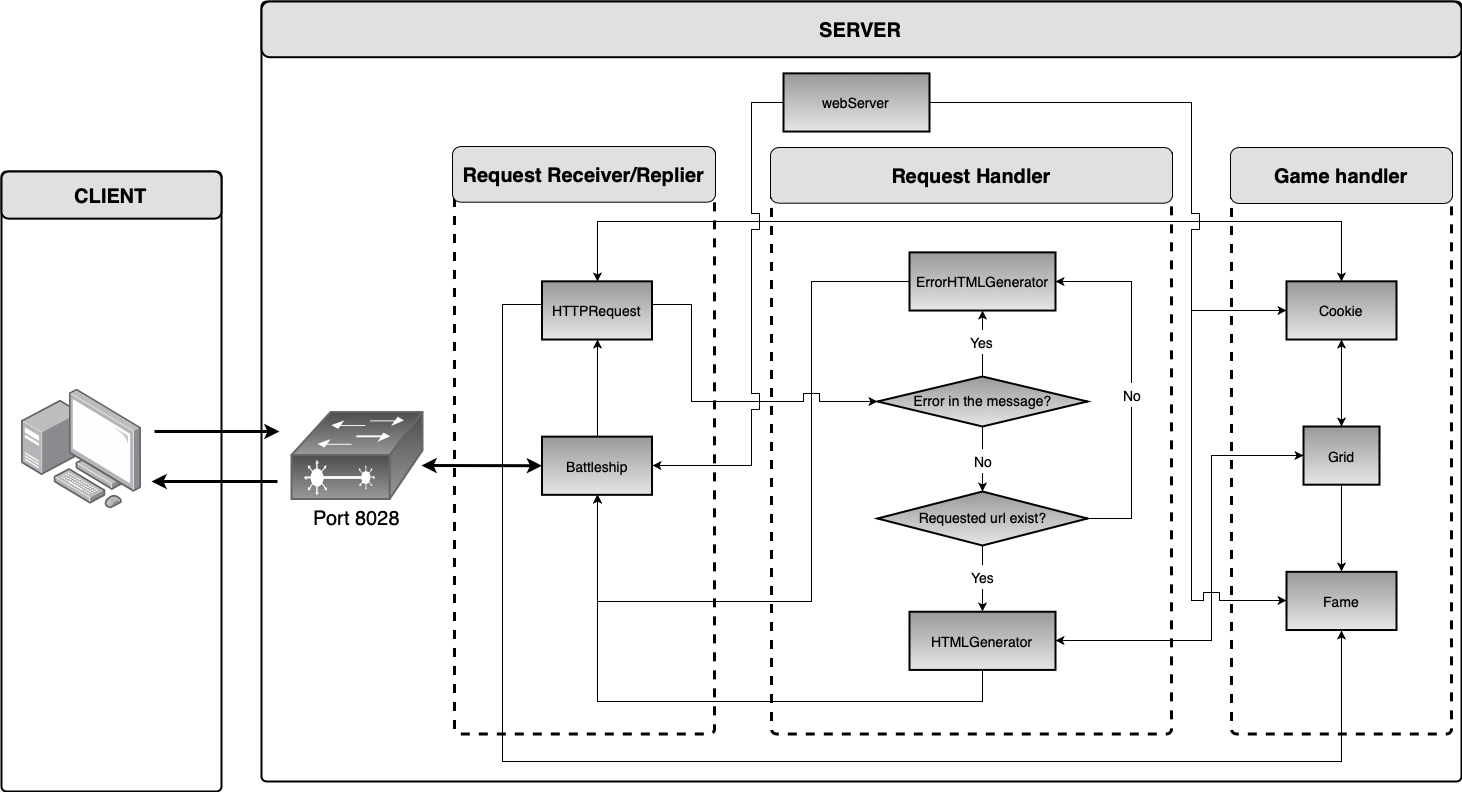 SERVER
webServer
Request Receiver/Replier
Request Handler
Game handler
CLIENT
ErrorHTMLGenerator
HTTPRequest
Cookie
Yes
Error in the message?
No
Battleship
Grid
No
Port 8028
Requested url exist?
Yes
Fame
HTMLGenerator